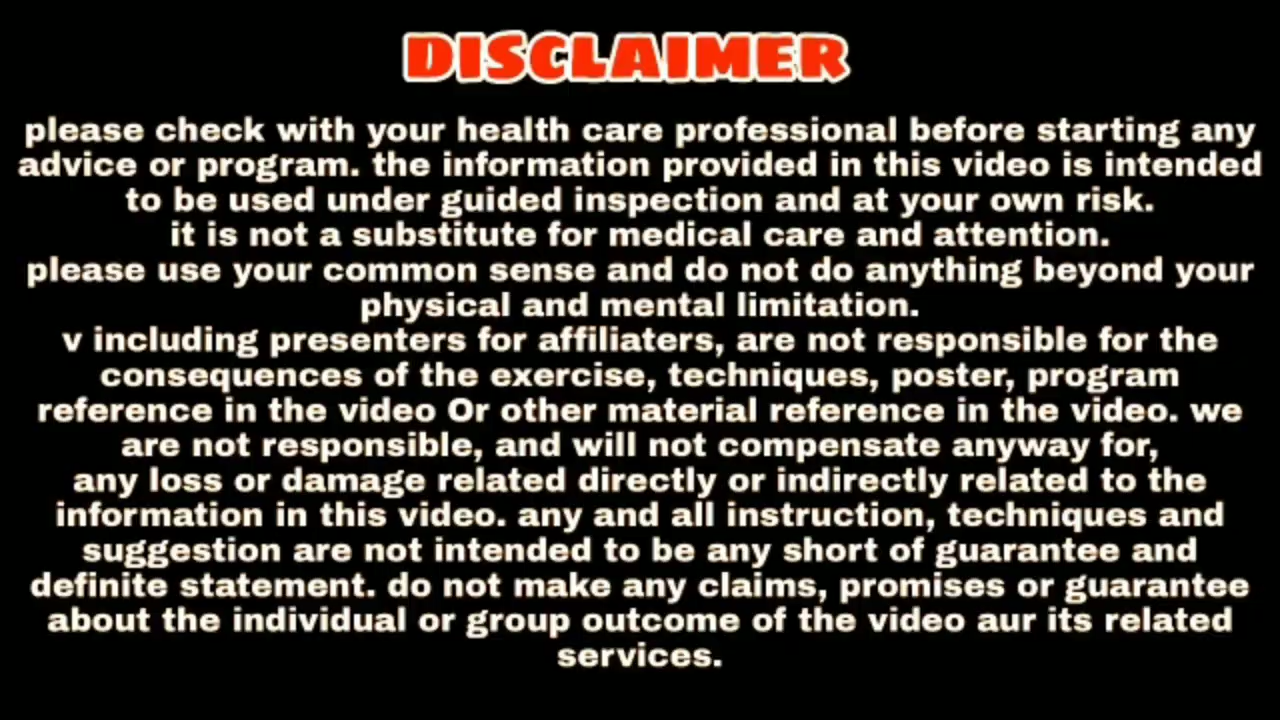 DISCLAIMER
please check with your health care professional before starting any
advice or program. the information provided in this video is intended
to be used under guided inspection and at your own risk.
it is not a substitute for medical care and attention.
please use your common sense and do not do anything beyond your
physical and mental limitation.
v including presenters for affiliaters, are not responsible for the
consequences of the exercise, techniques, poster, program
reference in the video Or other material reference in the video. we
are not responsible, and will not compensate anyway for,
any loss or damage related directly or indirectly related to the
information in this video. any and all instruction, techniques and
suggestion are not intended to be any short of guarantee and
definite statement. do not make any claims, promises or guarantee
about the individual or group outcome of the video aur its related
services.